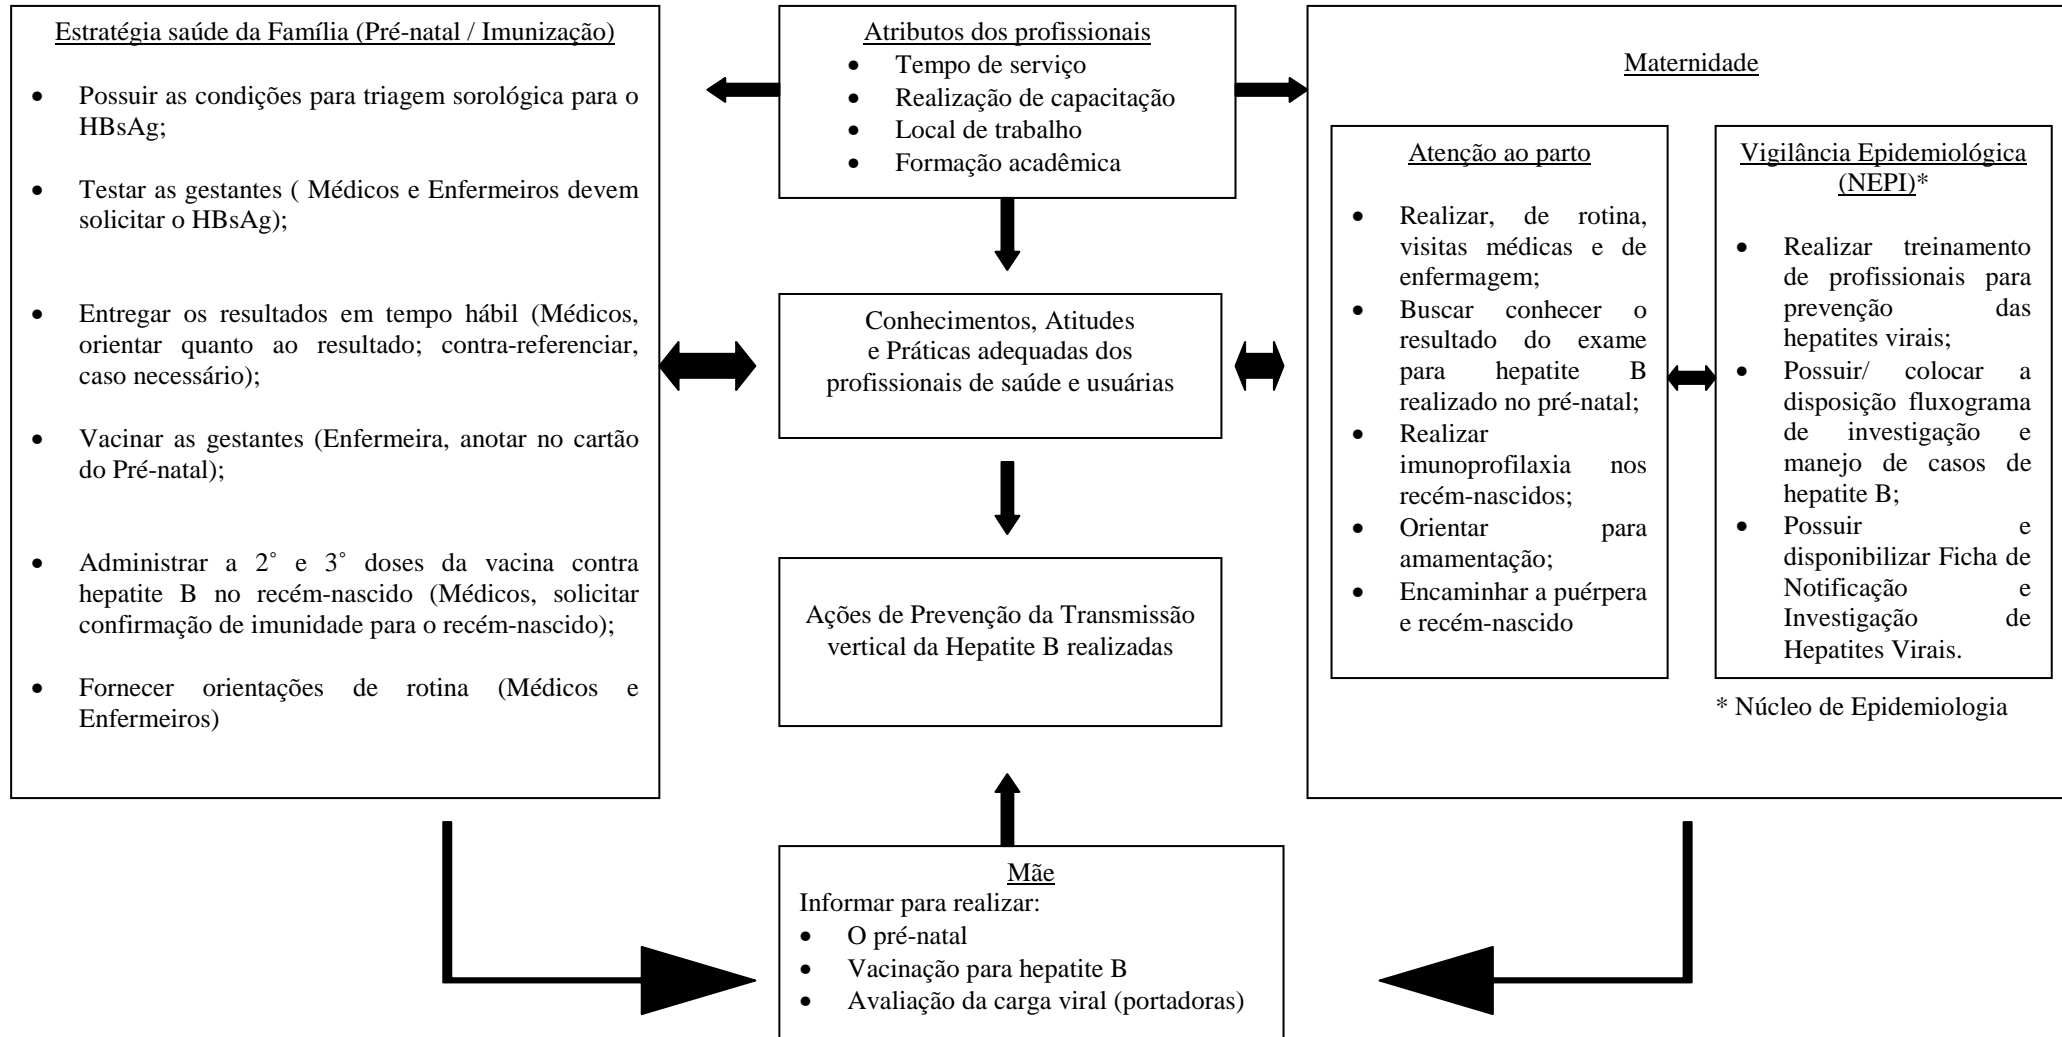 Estratégia saúde da Família (Pré-natal / Imunização)
• Possuir as condições para triagem sorológica para o
HBsAg;
• Testar as gestantes ( Médicos e Enfermeiros devem
solicitar o HBsAg);
• Entregar os resultados em tempo hábil (Médicos,
orientar quanto ao resultado; contra-referenciar,
caso necessário);
• Vacinar as gestantes (Enfermeira, anotar no cartão
do Pré-natal);
• Administrar a 2˚ e 3˚ doses da vacina contra
hepatite B no recém-nascido (Médicos, solicitar
confirmação de imunidade para o recém-nascido);
• Fornecer orientações de rotina (Médicos e
Enfermeiros)
Atributos dos profissionais
• Tempo de serviço
• Realização de capacitação
• Local de trabalho
• Formação acadêmica
Conhecimentos, Atitudes
e Práticas adequadas dos
profissionais de saúde e usuárias
Ações de Prevenção da Transmissão
vertical da Hepatite B realizadas
Mãe
Informar para realizar:
• O pré-natal
• Vacinação para hepatite B
• Avaliação da carga viral (portadoras)
Maternidade
Atenção ao parto
• Realizar, de rotina,
visitas médicas e de
enfermagem;
• Buscar conhecer o
resultado do exame
para hepatite B
realizado no pré-natal;
• Realizar
imunoprofilaxia nos
recém-nascidos;
• Orientar para
amamentação;
• Encaminhar a puérpera
e recém-nascido
Vigilância Epidemiológica
(NEPI)*
• Realizar treinamento
de profissionais para
prevenção das
hepatites virais;
• Possuir/ colocar a
disposição fluxograma
de investigação e
manejo de casos de
hepatite B;
• Possuir e
disponibilizar Ficha de
Notificação e
Investigação de
Hepatites Virais.
* Núcleo de Epidemiologia